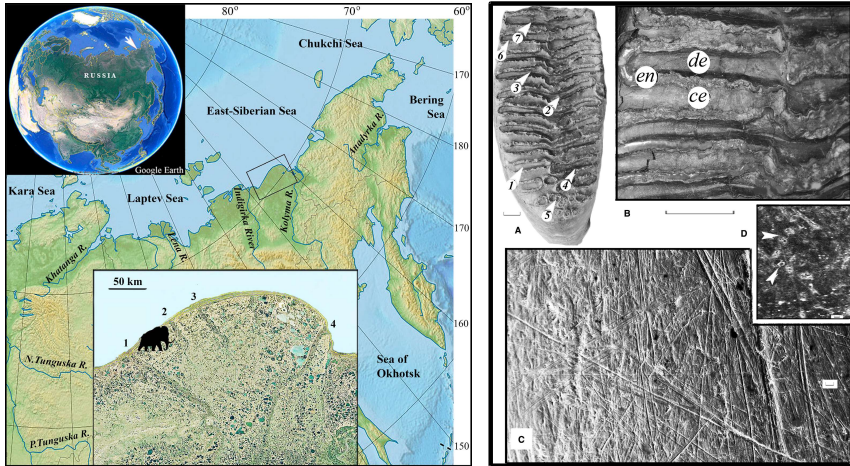 80°
70°
60°
RUSSIA
Google Earth
Chukchi Sea
170
Bering
Sea
East-Siberian Sea
Anadyrka R.
180
Kara Sea
Laptev Sea
Indigirka River
Kolyma R.
Lena R.
Khatanga R.
170
50 km
1
2
3
4
160
N.Tunguska R.
Sea of
Okhotsk
P.Tunguska R.
150
7
6
3
2
1
4
5
A
en
de
ce
B
D
C